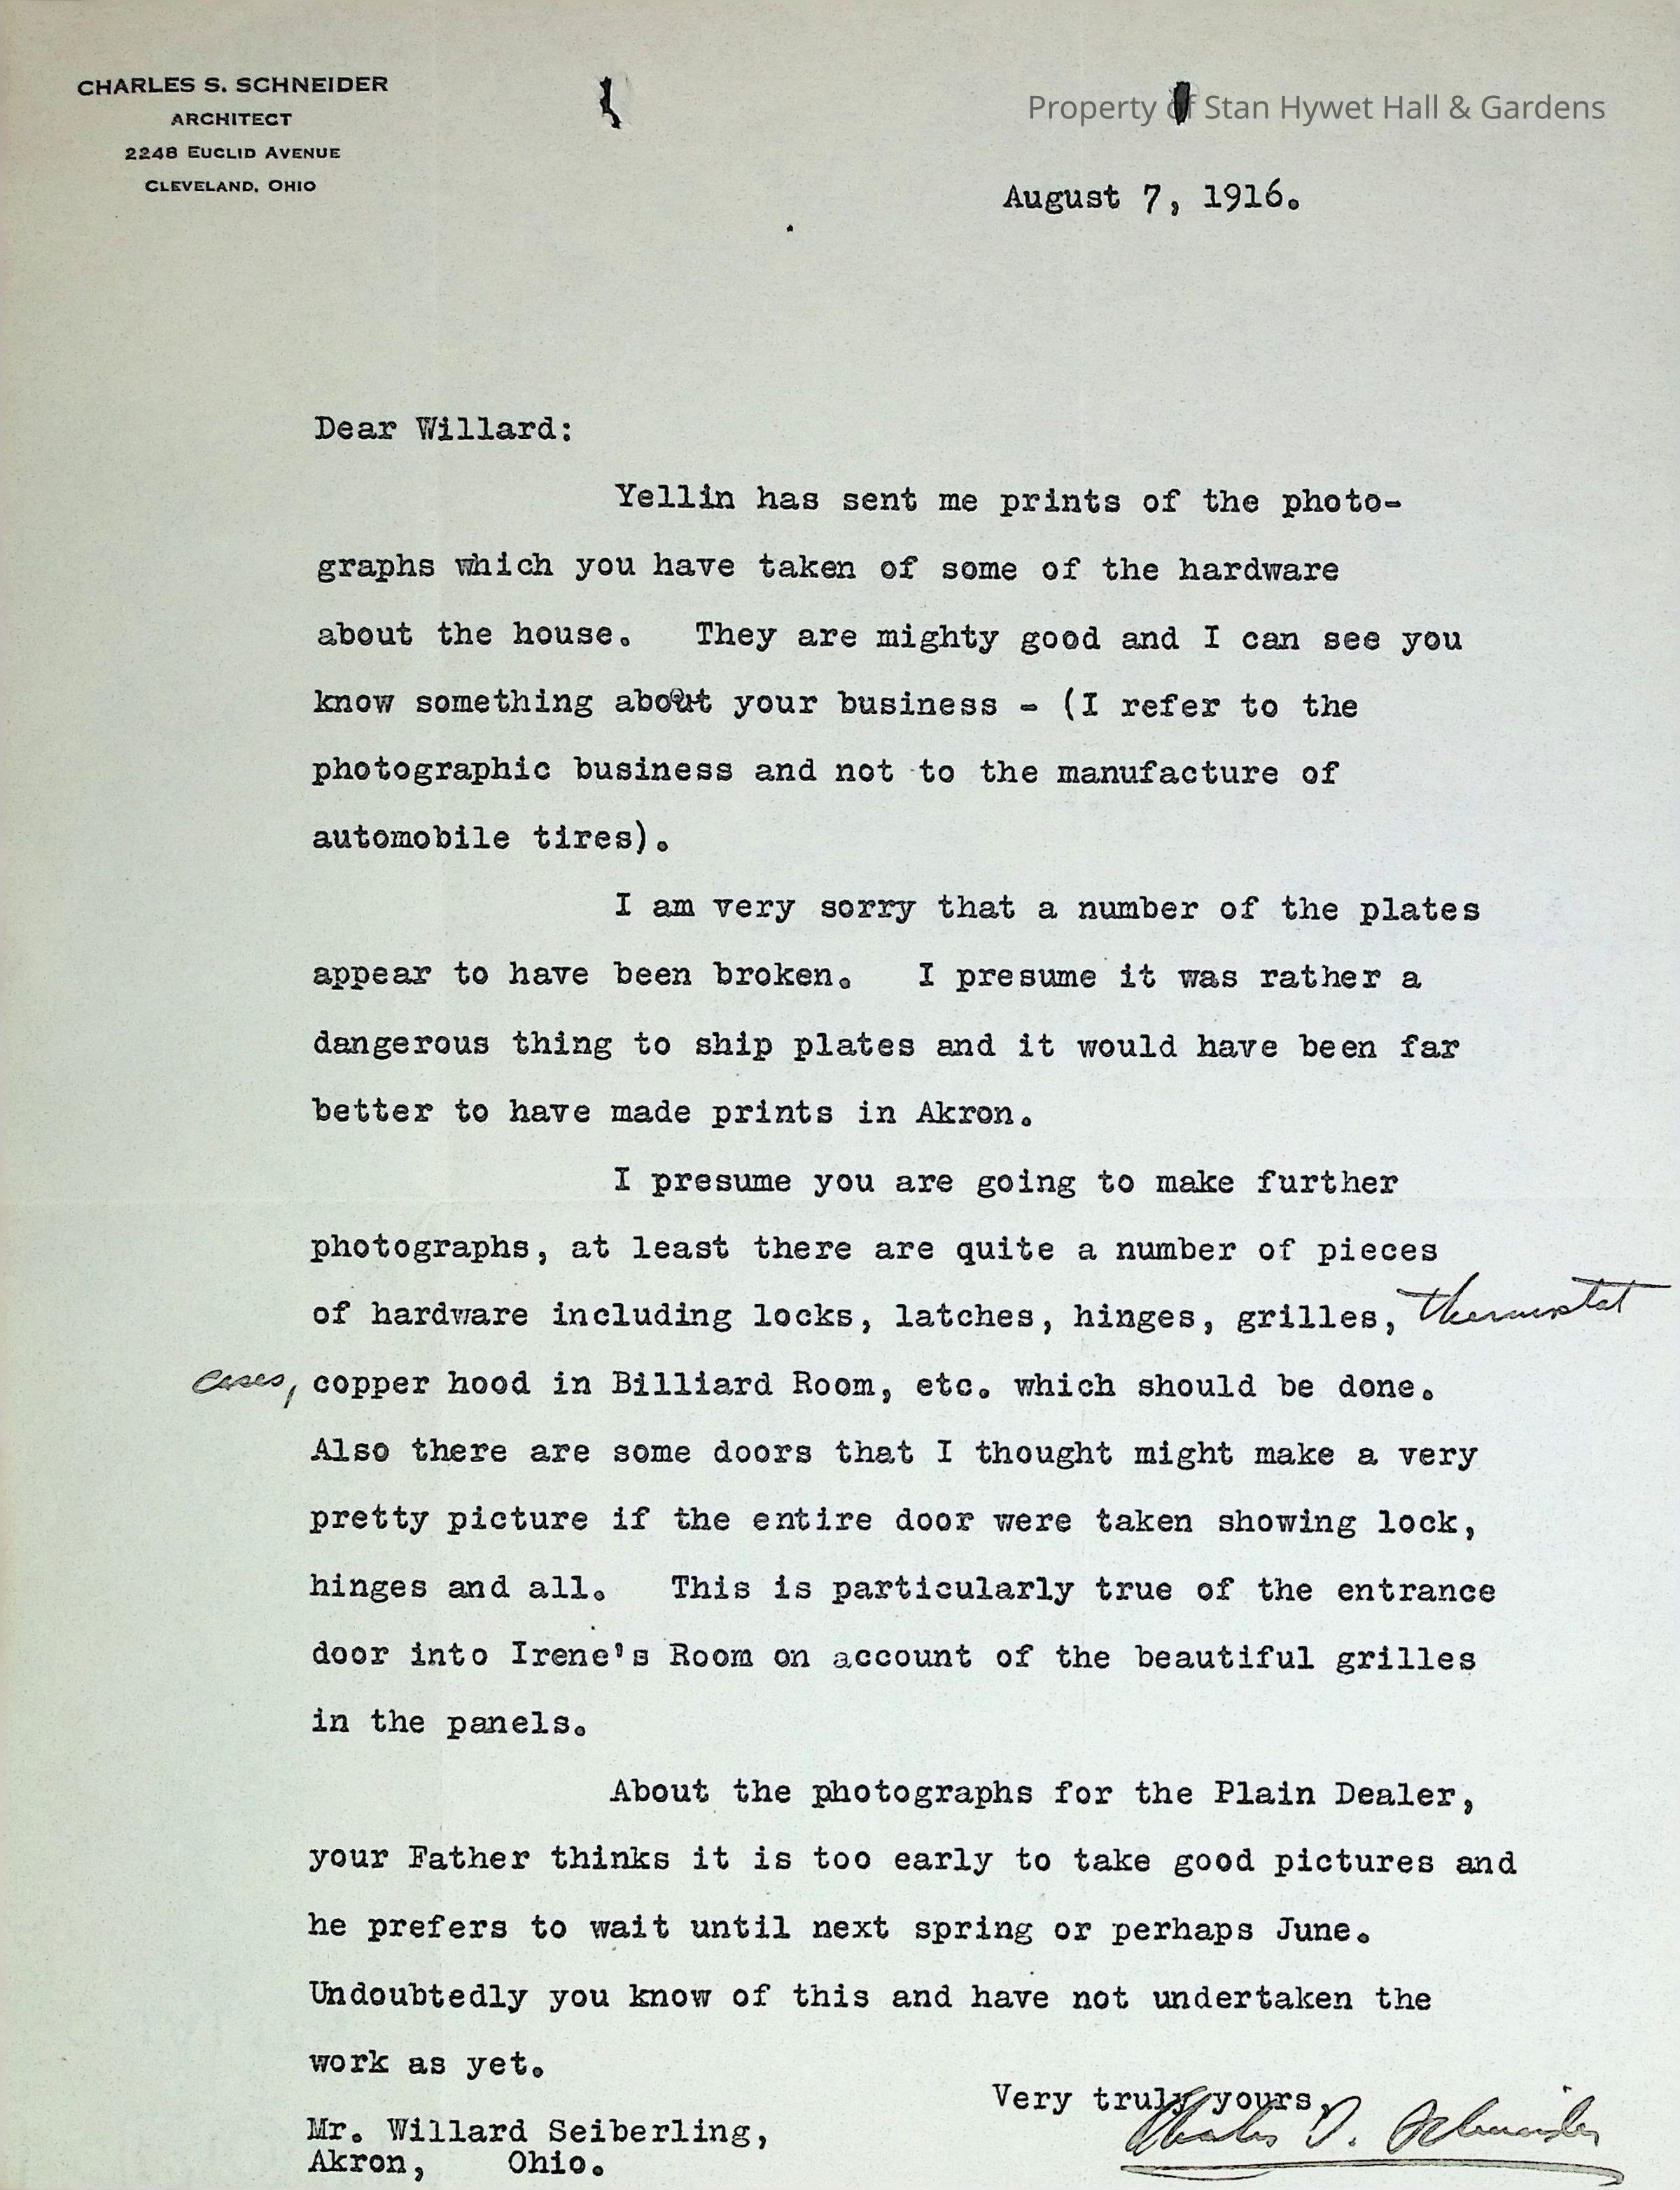 CHARLES S. SCHNEIDER
ARCHITECT
2248 EUCLID AVENUE
CLEVELAND, OHIO
Property of Stan Hywet Hall & Gardens
August 7, 1916.
Dear Willard:
Yellin has sent me prints of the photo-
graphs which you have taken of some of the hardware
about the house. They are mighty good and I can see you
know something about your business - (I refer to the
photographic business and not to the manufacture of
automobile tires).
I am very sorry that a number of the plates
appear to have been broken. I presume it was rather a
dangerous thing to ship plates and it would have been far
better to have made prints in Akron.
I presume you are going to make further
photographs, at least there are quite a number of pieces
of hardware including locks, latches, hinges, grilles, thermostat
cases, copper hood in Billiard Room, etc. which should be done.
Also there are some doors that I thought might make a very
pretty picture if the entire door were taken showing lock,
hinges and all. This is particularly true of the entrance
door into Irene's Room on account of the beautiful grilles
in the panels.
About the photographs for the Plain Dealer,
your Father thinks it is too early to take good pictures and
he prefers to wait until next spring or perhaps June.
Undoubtedly you know of this and have not undertaken the
work as yet.
Very truly yours,
Charles S. Schneider
Mr. Willard Seiberling,
Akron, Ohio.